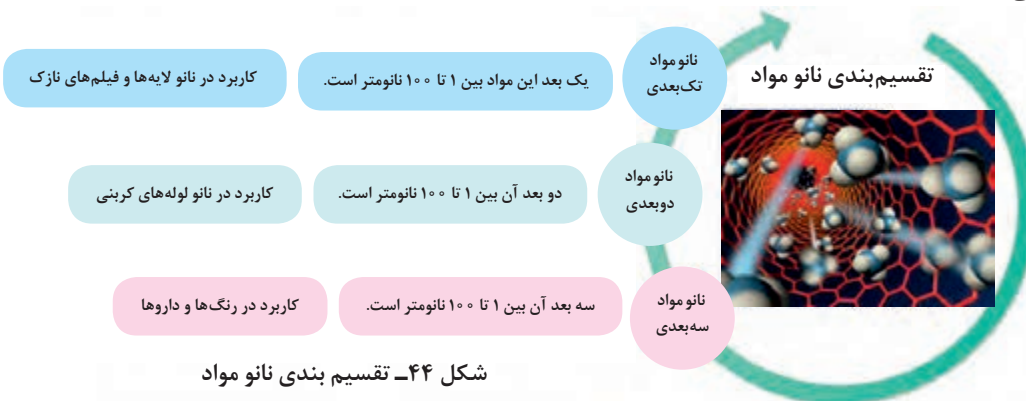 تقسیم‌بندی نانو مواد
نانو مواد
تک‌بعدی
یک بعد این مواد بین ۱ تا ۱۰۰ نانومتر است.
کاربرد در نانو لایه‌ها و فیلم‌های نازک
نانو مواد
دوبعدی
دو بعد آن بین ۱ تا ۱۰۰ نانومتر است.
کاربرد در نانو لوله‌های کربنی
نانو مواد
سه‌بعدی
سه بعد آن بین ۱ تا ۱۰۰ نانومتر است.
کاربرد در رنگ‌ها و داروها
شکل ۴۴ــ تقسیم بندی نانو مواد